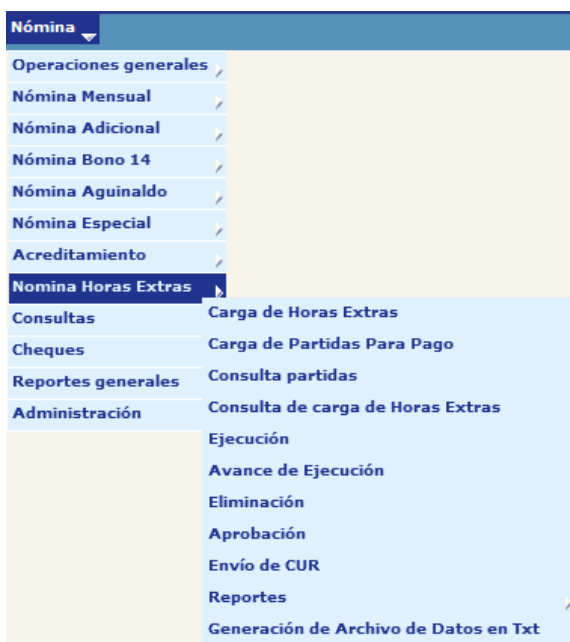 Nómina
Operaciones generales
Nómina Mensual
Nómina Adicional
Nómina Bono 14
Nómina Aguinaldo
Nómina Especial
Acreditamiento
Nomina Horas Extras
Consultas
Cheques
Reportes generales
Administración
Carga de Horas Extras
Carga de Partidas Para Pago
Consulta partidas
Consulta de carga de Horas Extras
Ejecución
Avance de Ejecución
Eliminación
Aprobación
Envío de CUR
Reportes
Generación de Archivo de Datos en Txt